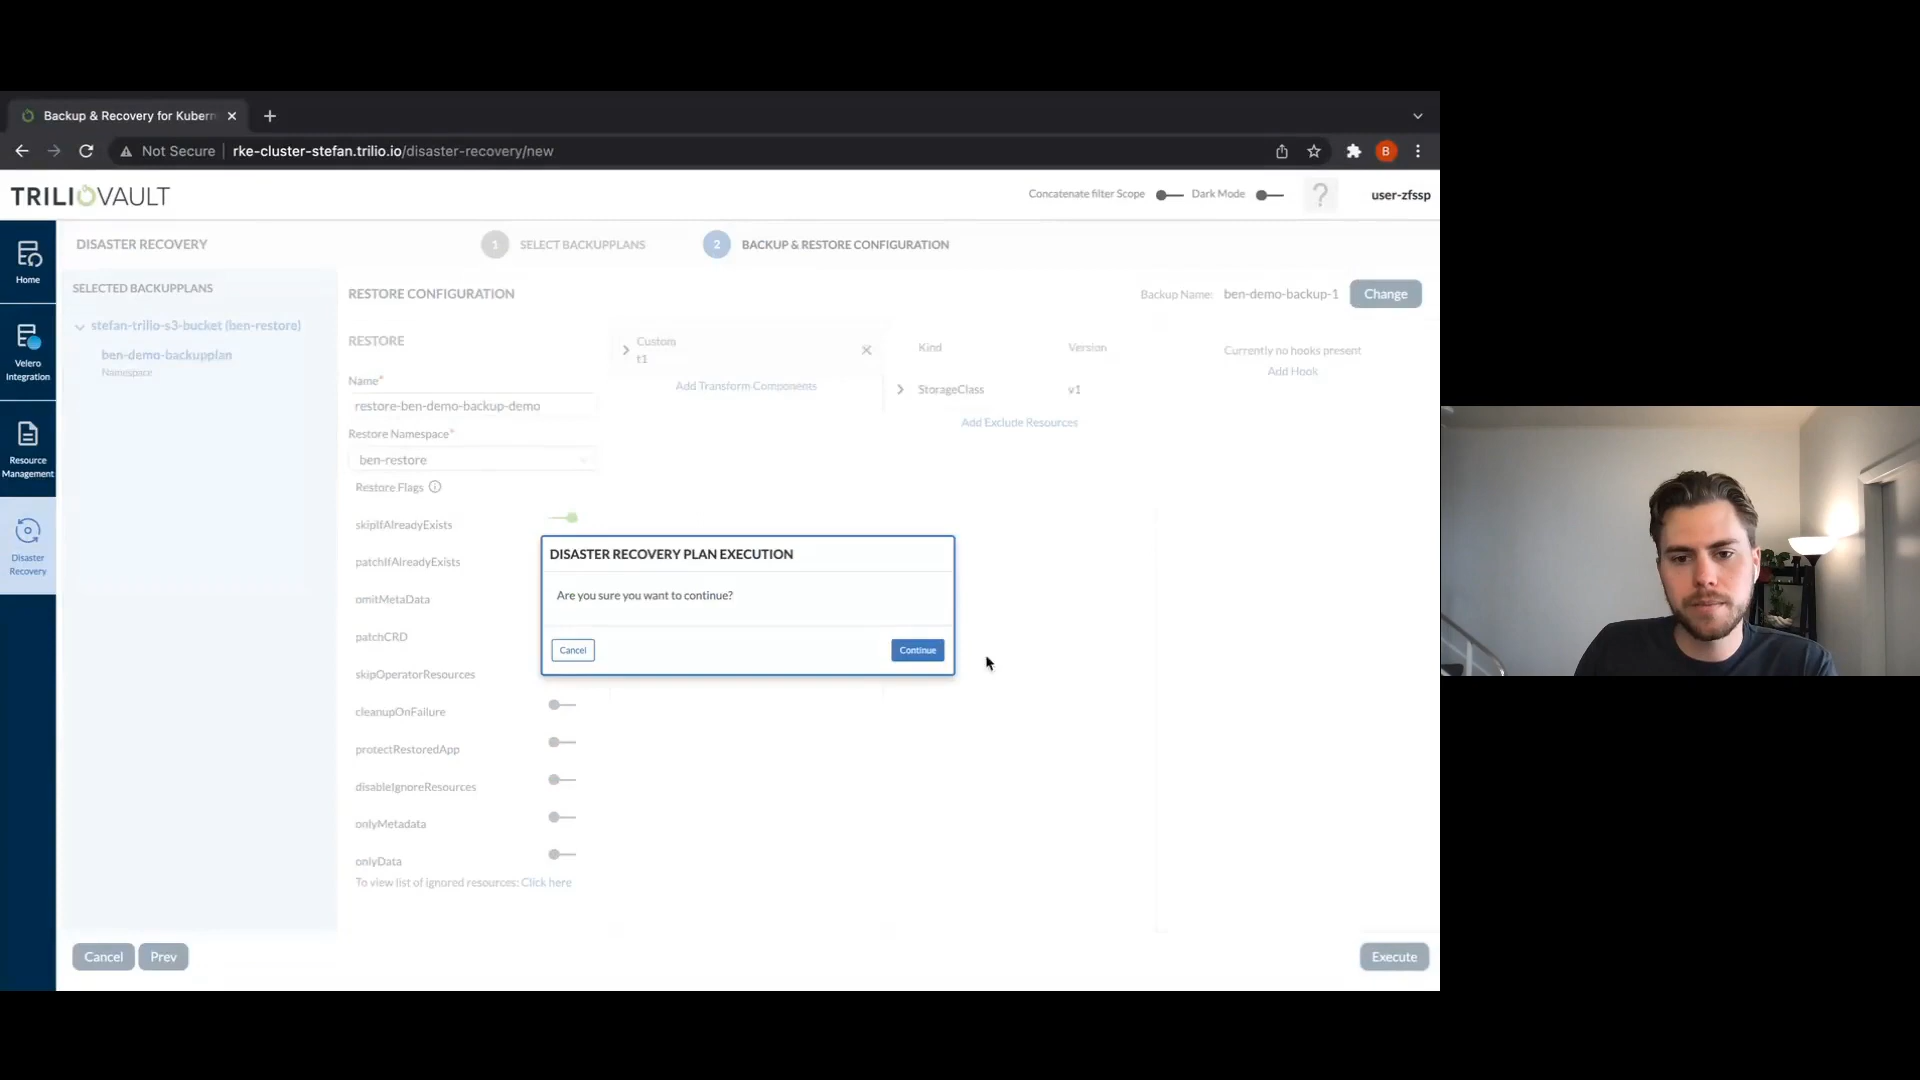 Backup & Recovery for Kubern
Not Secure
rke-cluster-stefan.trilio.io/disaster-recovery/new
B
TRILIOVAULT
Concatenate filter Scope
Dark Mode
?
user-zfssp
Home
Velero
Integration
Resource
Management
Disaster
Recovery
DISASTER RECOVERY
1
SELECT BACKUPPLANS
2
BACKUP & RESTORE CONFIGURATION
SELECTED BACKUPPLANS
stefan-trilio-s3-bucket (ben-restore)
ben-demo-backupplan
Namespace
RESTORE CONFIGURATION
Backup Name:
ben-demo-backup-1
Change
RESTORE
Name*
restore-ben-demo-backup-demo
Restore Namespace*
ben-restore
Restore Flags
skipIfAlreadyExists
patchIfAlreadyExists
omitMetaData
patchCRD
skipOperatorResources
cleanupOnFailure
protectRestoredApp
disableIgnoreResources
onlyMetadata
onlyData
To view list of ignored resources: Click here
Custom
t1
Add Transform Components
Kind
Version
StorageClass
v1
Add Exclude Resources
Currently no hooks present
Add Hook
DISASTER RECOVERY PLAN EXECUTION
Are you sure you want to continue?
Cancel
Continue
Cancel
Prev
Execute